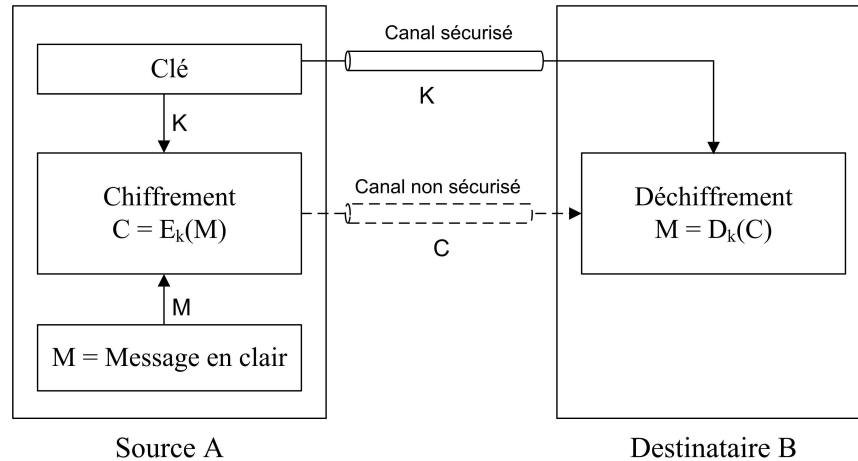 Clé
K
Chiffrement
C = Eₖ(M)
M
M = Message en clair
Source A
Canal sécurisé
K
Canal non sécurisé
C
Déchiffrement
M = Dₖ(C)
Destinataire B